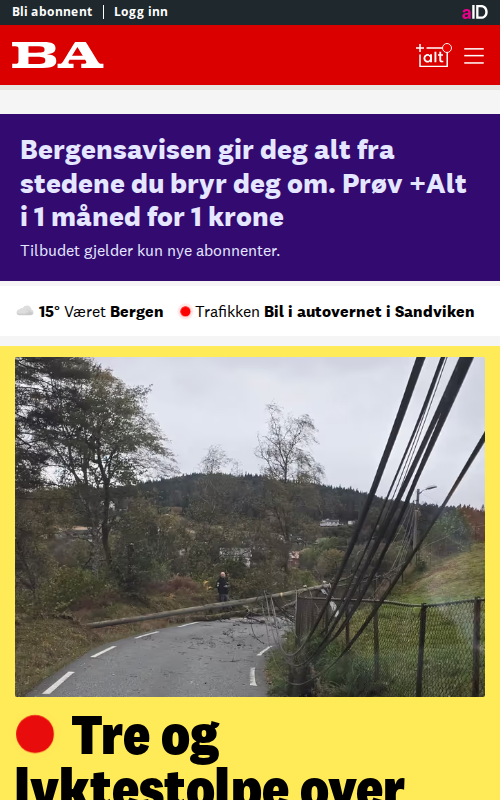 Bli abonnent | Logg inn
aID
BA
+alt
Bergensavisen gir deg alt fra
stedene du bryr deg om. Prøv +Alt
i 1 måned for 1 krone
Tilbudet gjelder kun nye abonnenter.
15° Været Bergen Trafikken Bil i autovernet i Sandviken
Tre og
lyktestolpe over